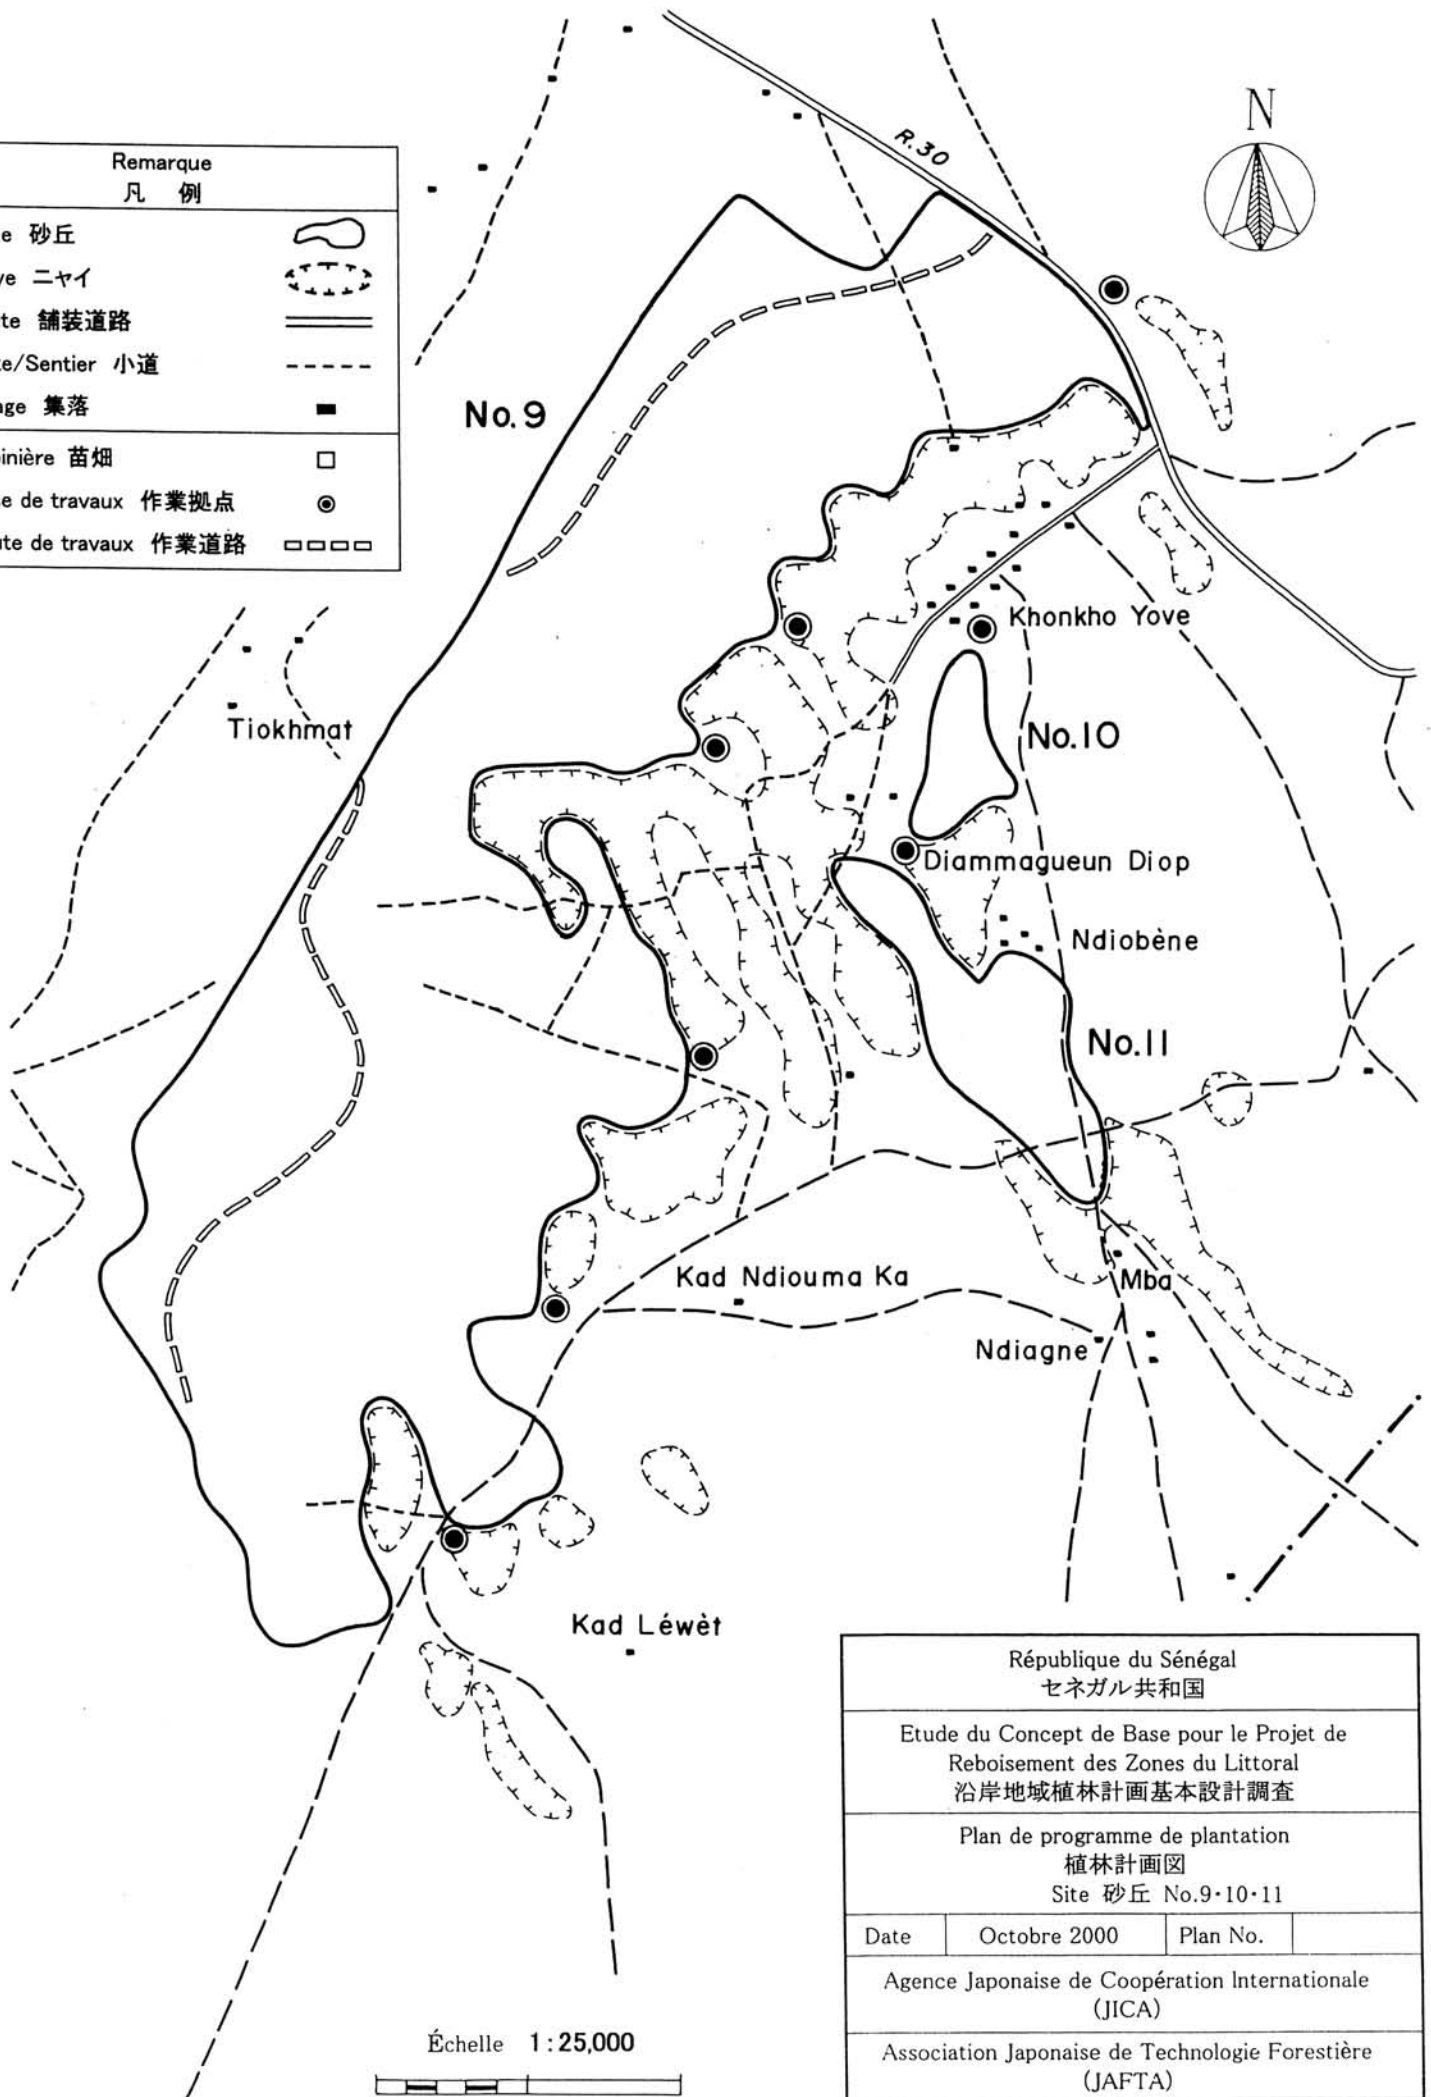 Remarque
凡 例
e 砂丘
ye ニャイ
te 舗装道路
te/Sentier 小道
age 集落
inière 苗畑
se de travaux 作業拠点
ute de travaux 作業道路
N
R.30
No.9
Khonkho Yove
Tiokhmat
No.10
Diammagueun Diop
Ndiobène
No.11
Kad Ndiouma Ka
Mba
Ndiagne
Kad Léwèt
République du Sénégal
セネガル共和国
Etude du Concept de Base pour le Projet de
Reboisement des Zones du Littoral
沿岸地域植林計画基本設計調査
Plan de programme de plantation
植林計画図
Site 砂丘 No.9・10・11
Date Octobre 2000 Plan No.
Agence Japonaise de Coopération Internationale
(JICA)
Association Japonaise de Technologie Forestière
(JAFTA)
Échelle 1:25,000